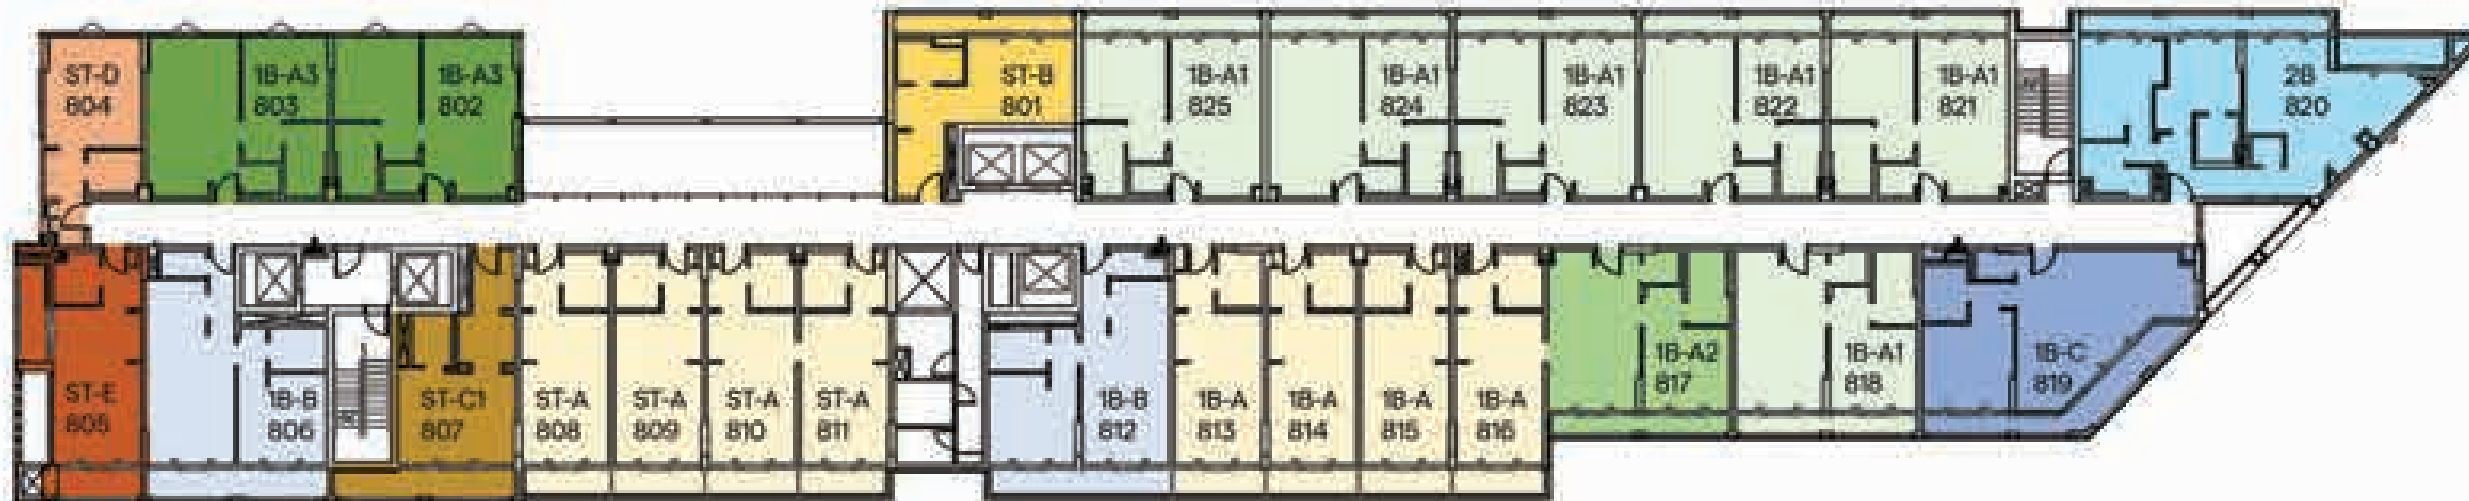 ST-D
804
1B-A3
803
1B-A3
802
ST-B
801
1B-A1
825
1B-A1
824
1B-A1
823
1B-A1
822
1B-A1
821
2B
820
ST-E
805
1B-B
806
ST-C1
807
ST-A
808
ST-A
809
ST-A
810
ST-A
811
1B-B
812
1B-A
813
1B-A
814
1B-A
815
1B-A
816
1B-A2
817
1B-A1
818
1B-C
819